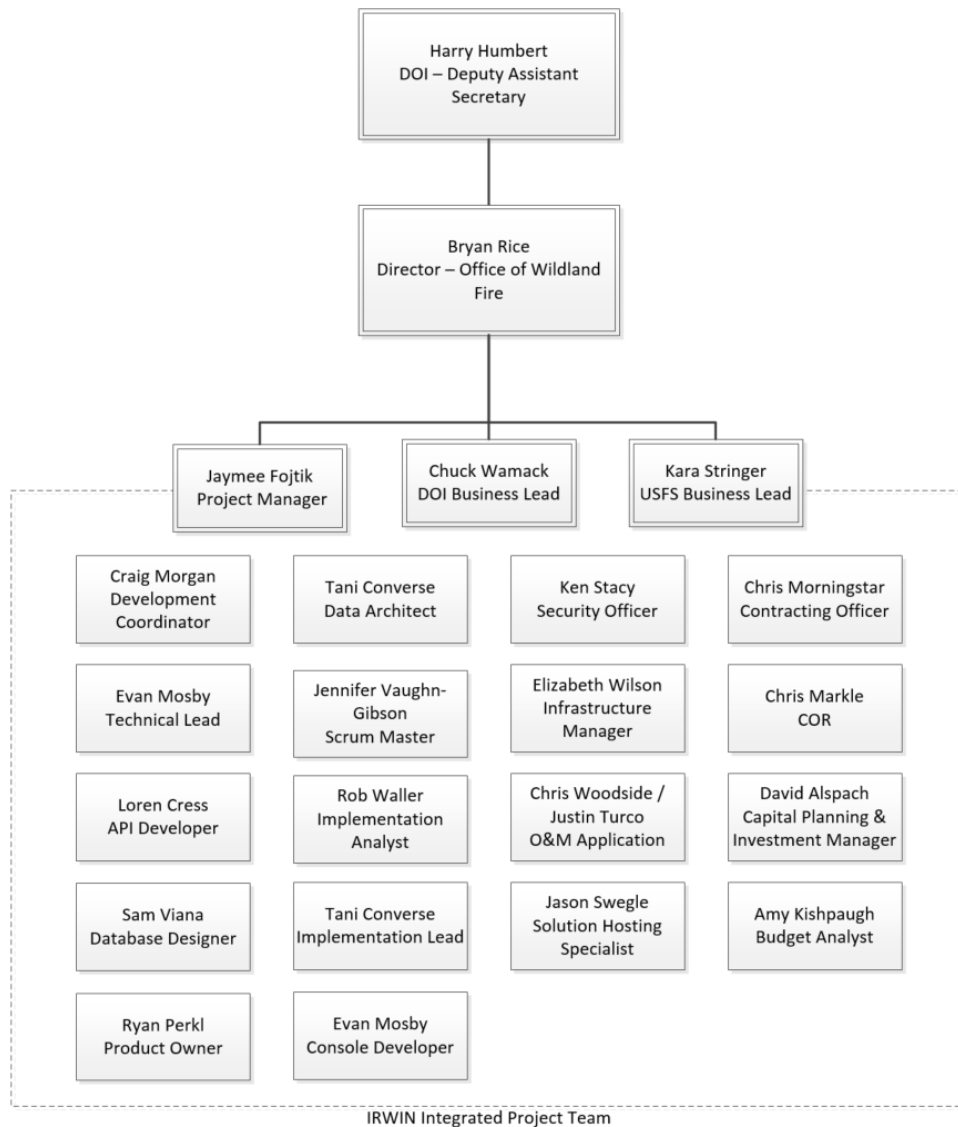 Harry Humbert
DOI – Deputy Assistant
Secretary
Bryan Rice
Director – Office of Wildland
Fire
Jaymee Fojtik
Project Manager
Chuck Wamack
DOI Business Lead
Kara Stringer
USFS Business Lead
Craig Morgan
Development
Coordinator
Tani Converse
Data Architect
Ken Stacy
Security Officer
Chris Morningstar
Contracting Officer
Evan Mosby
Technical Lead
Jennifer Vaughn-
Gibson
Scrum Master
Elizabeth Wilson
Infrastructure
Manager
Chris Markle
COR
Loren Cress
API Developer
Rob Waller
Implementation
Analyst
Chris Woodside /
Justin Turco
O&M Application
David Alspach
Capital Planning &
Investment Manager
Sam Viana
Database Designer
Tani Converse
Implementation Lead
Jason Swegle
Solution Hosting
Specialist
Amy Kishpaugh
Budget Analyst
Ryan Perkl
Product Owner
Evan Mosby
Console Developer
IRWIN Integrated Project Team